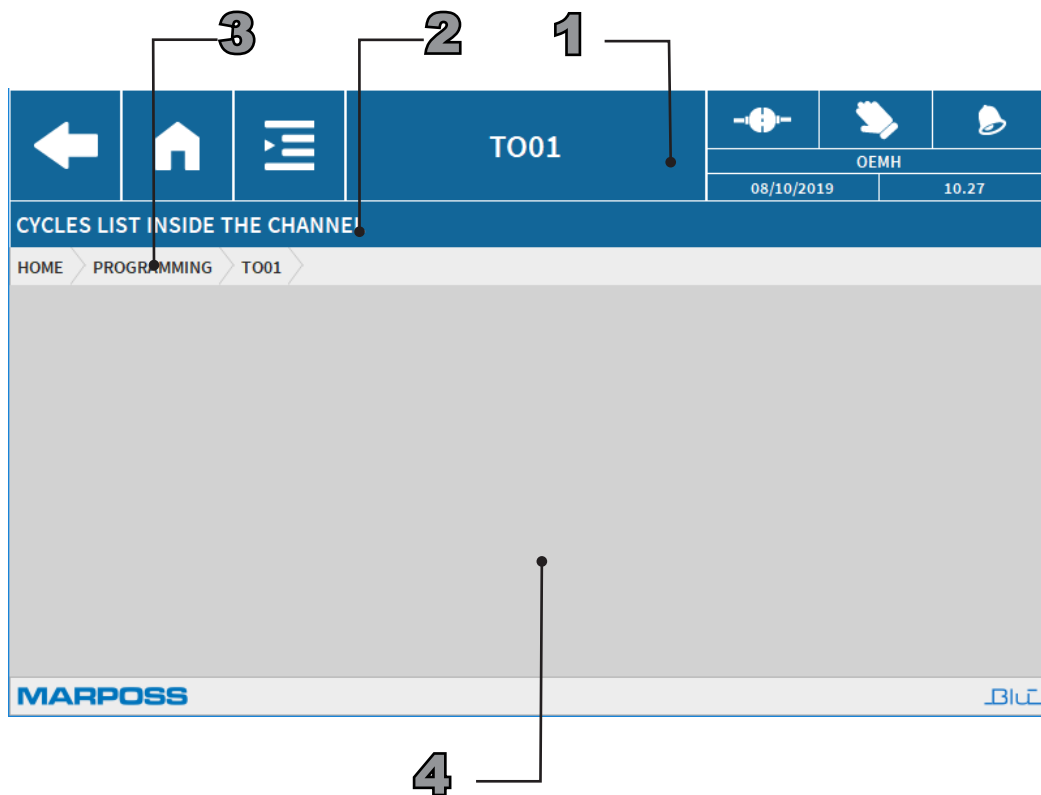 3 2 1
TO01
OEMH
08/10/2019 10.27
CYCLES LIST INSIDE THE CHANNEL
HOME PROGRAMMING TO01
MARPOSS Blù
4